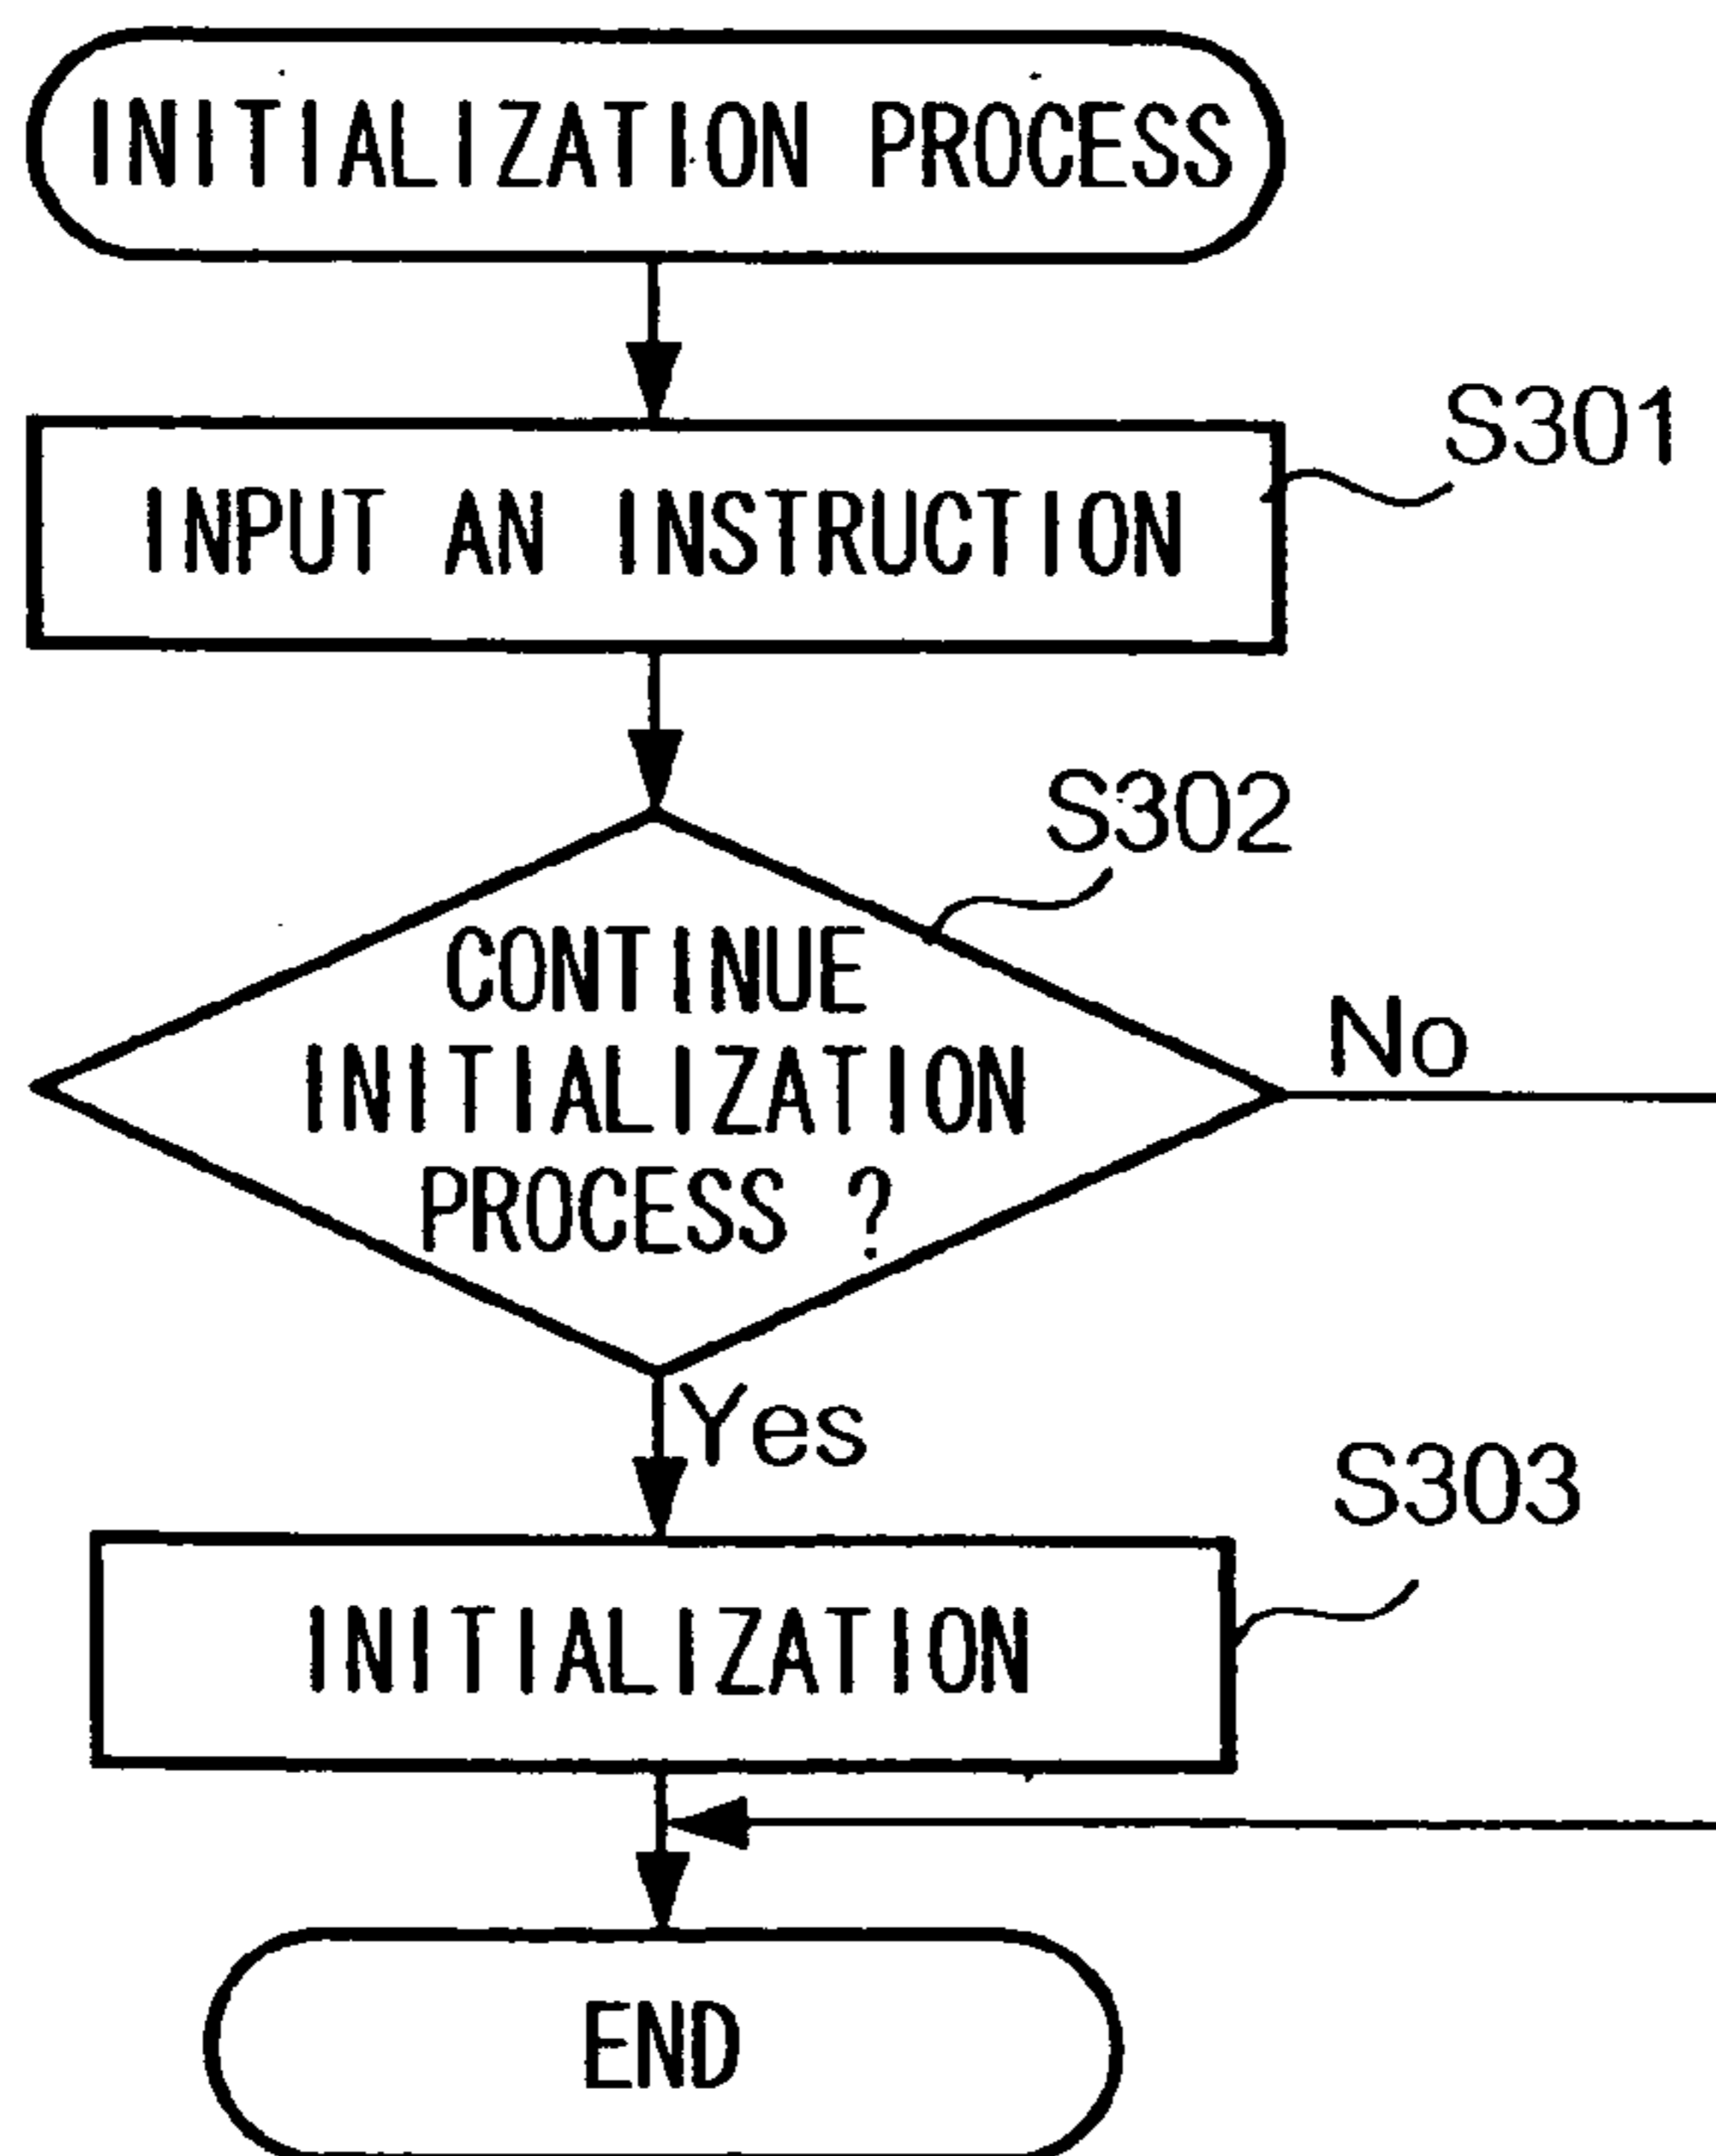 INITIALIZATION PROCESS
S301
INPUT AN INSTRUCTION
S302
CONTINUE
INITIALIZATION
PROCESS ?
No
Yes
S303
INITIALIZATION
END